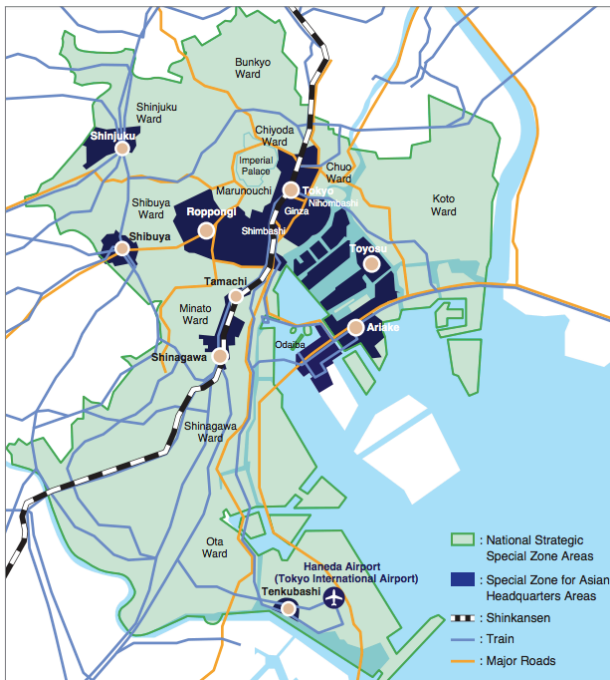 Bunkyo
Ward
Shinjuku
Ward
Shinjuku
Chiyoda
Ward
Imperial
Palace
Chuo
Ward
Marunouchi
Tokyo
Nihombashi
Ginza
Koto
Ward
Shibuya
Ward
Roppongi
Shimbashi
Shibuya
Toyosu
Tamachi
Minato
Ward
Ariake
Odaiba
Shinagawa
Shinagawa
Ward
Ota
Ward
Haneda Airport
(Tokyo International Airport)
Tenkubashi
: National Strategic
Special Zone Areas
: Special Zone for Asian
Headquarters Areas
: Shinkansen
: Train
: Major Roads